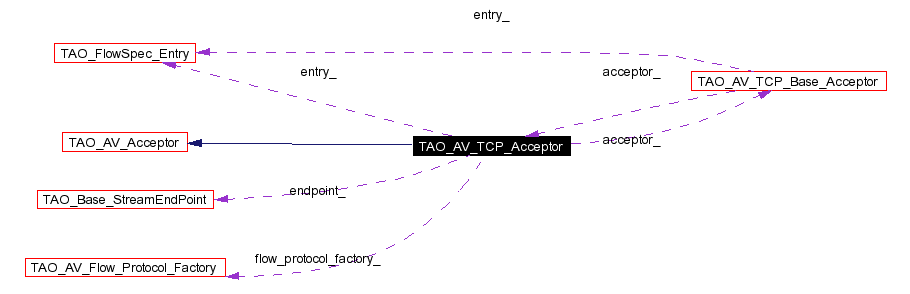 entry_
TAO_FlowSpec_Entry
entry_
acceptor_
TAO_AV_TCP_Base_Acceptor
TAO_AV_Acceptor
TAO_AV_TCP_Acceptor
acceptor_
endpoint_
TAO_Base_StreamEndPoint
flow_protocol_factory_
TAO_AV_Flow_Protocol_Factory